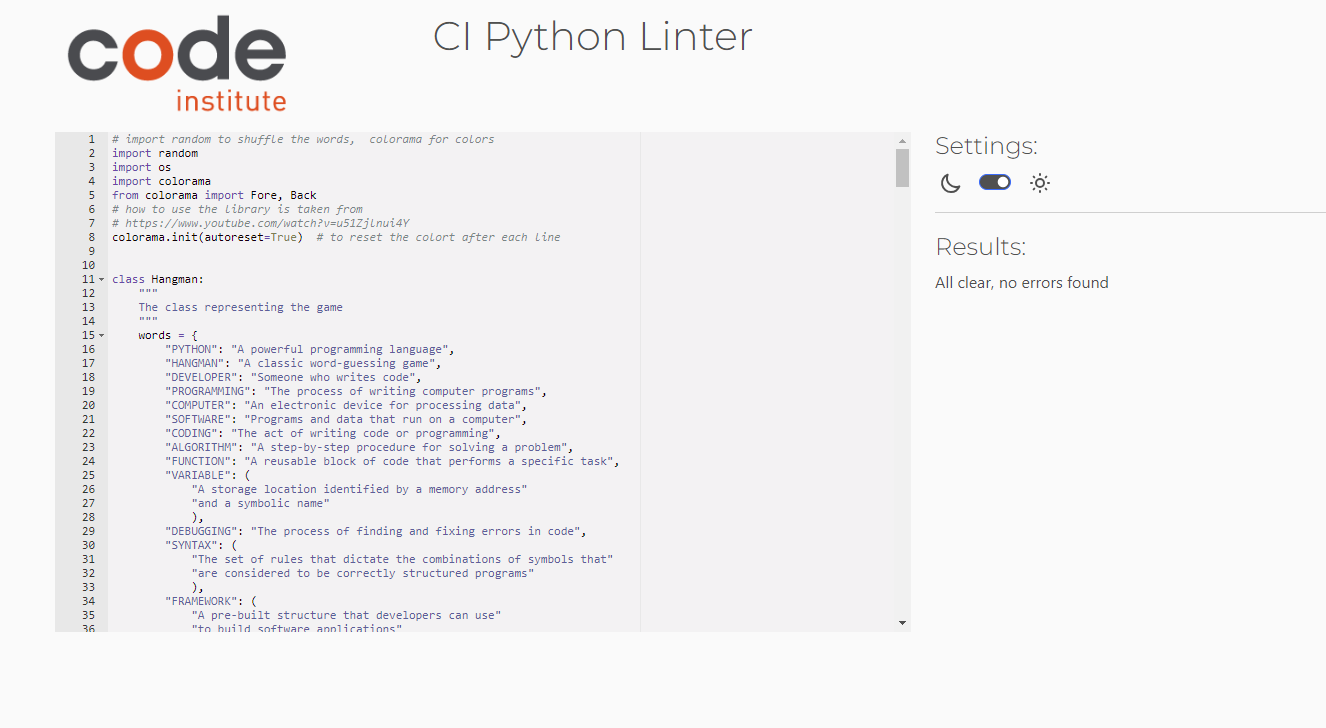 code
institute
CI Python Linter
1 # import random to shuffle the words,  colorama for colors
2 import random
3 import os
4 import colorama
5 from colorama import Fore, Back
6 # how to use the library is taken from
7 # https://www.youtube.com/watch?v=u51Zjlnui4Y
8 colorama.init(autoreset=True)  # to reset the colort after each line
9
10
11 class Hangman:
12     """
13     The class representing the game
14     """
15     words = {
16         "PYTHON": "A powerful programming language",
17         "HANGMAN": "A classic word-guessing game",
18         "DEVELOPER": "Someone who writes code",
19         "PROGRAMMING": "The process of writing computer programs",
20         "COMPUTER": "An electronic device for processing data",
21         "SOFTWARE": "Programs and data that run on a computer",
22         "CODING": "The act of writing code or programming",
23         "ALGORITHM": "A step-by-step procedure for solving a problem",
24         "FUNCTION": "A reusable block of code that performs a specific task",
25         "VARIABLE": (
26             "A storage location identified by a memory address"
27             "and a symbolic name"
28             ),
29         "DEBUGGING": "The process of finding and fixing errors in code",
30         "SYNTAX": (
31             "The set of rules that dictate the combinations of symbols that"
32             "are considered to be correctly structured programs"
33             ),
34         "FRAMEWORK": (
35             "A pre-built structure that developers can use"
36             "to build software applications"
Settings:
Results:
All clear, no errors found